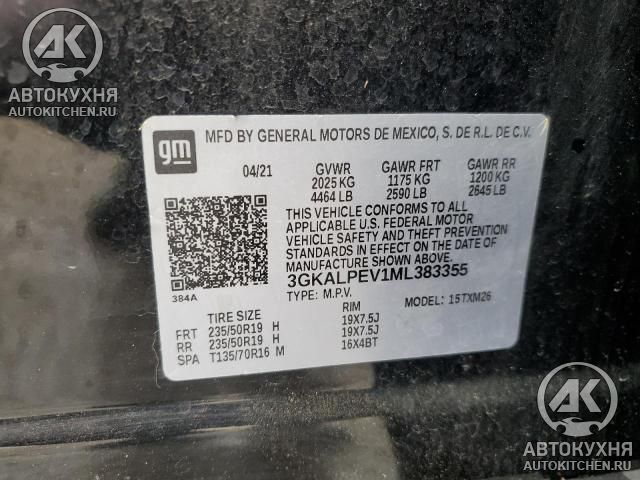 AK
АВТОКУХНЯ
AUTOKITCHEN.RU
gm
MFD BY GENERAL MOTORS DE MEXICO, S. DE R.L. DE C.V.
04/21 GVWR GAWR FRT GAWR RR
2025 KG 1175 KG 1200 KG
4464 LB 2590 LB 2645 LB
THIS VEHICLE CONFORMS TO ALL
APPLICABLE U.S. FEDERAL MOTOR
VEHICLE SAFETY AND THEFT PREVENTION
STANDARDS IN EFFECT ON THE DATE OF
MANUFACTURE SHOWN ABOVE.
384A
3GKALPEV1ML383355
TYPE: M.P.V. MODEL: 15TXM26
TIRE SIZE RIM
FRT 235/50R19 H 19X7.5J
RR 235/50R19 H 19X7.5J
SPA T135/70R16 M 16X4BT
AK
АВТОКУХНЯ
AUTOKITCHEN.RU